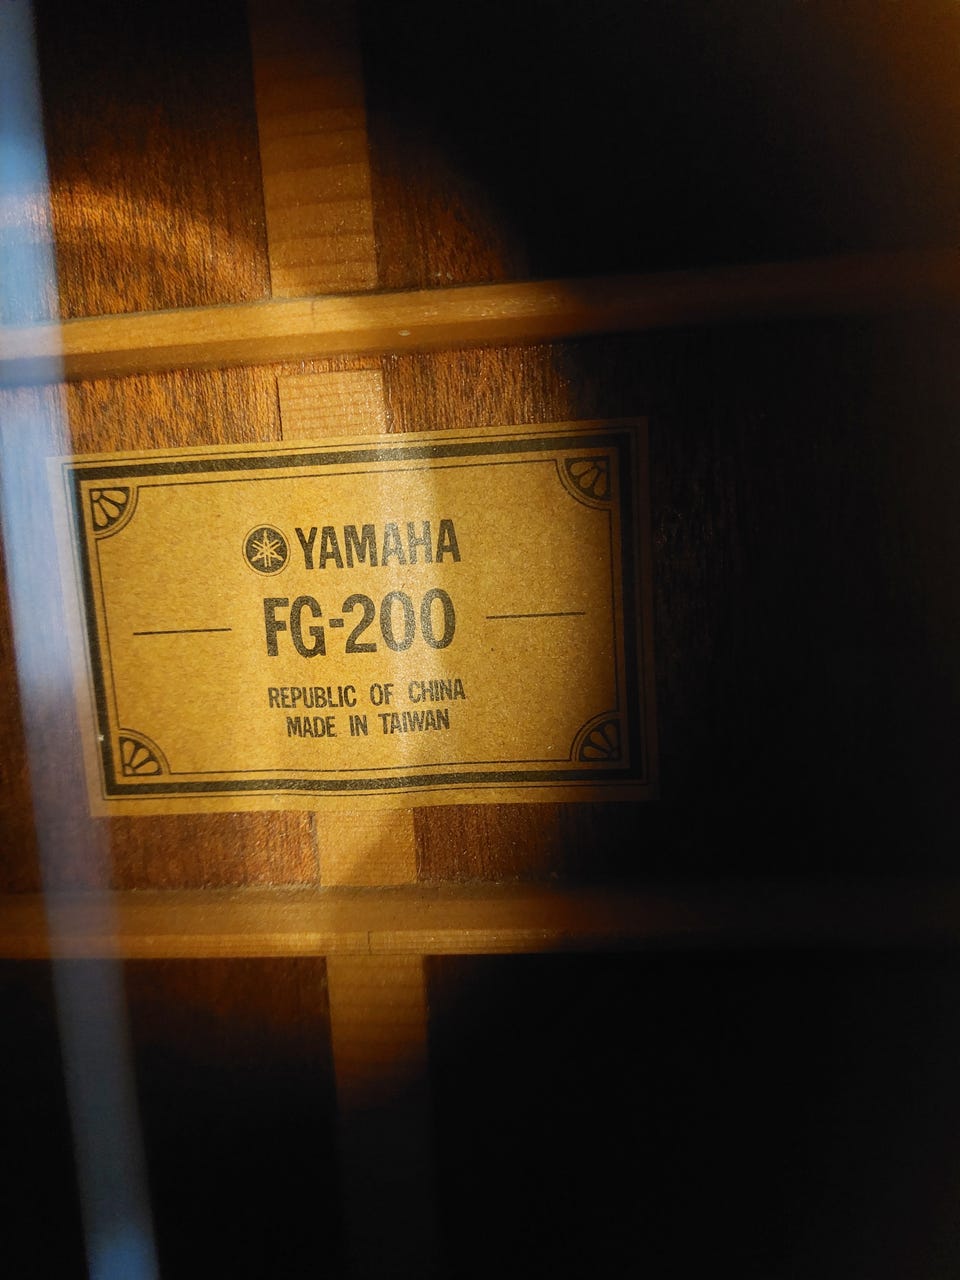 YAMAHA
FG-200
REPUBLIC OF CHINA
MADE IN TAIWAN